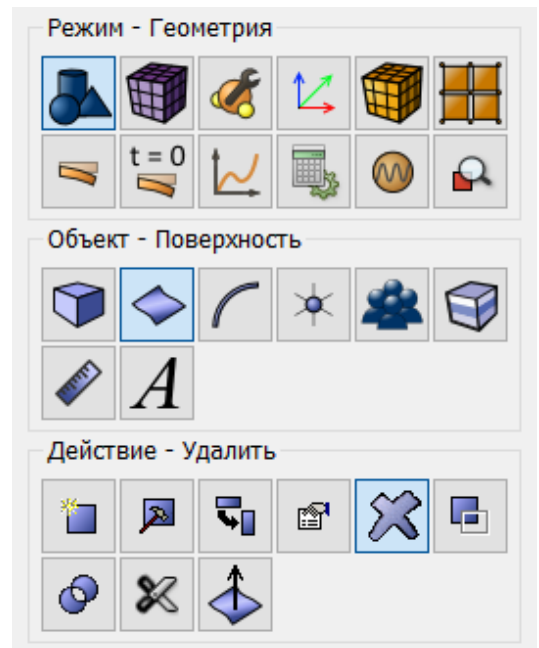 Режим - Геометрия
t = 0
Объект - Поверхность
A
Действие - Удалить